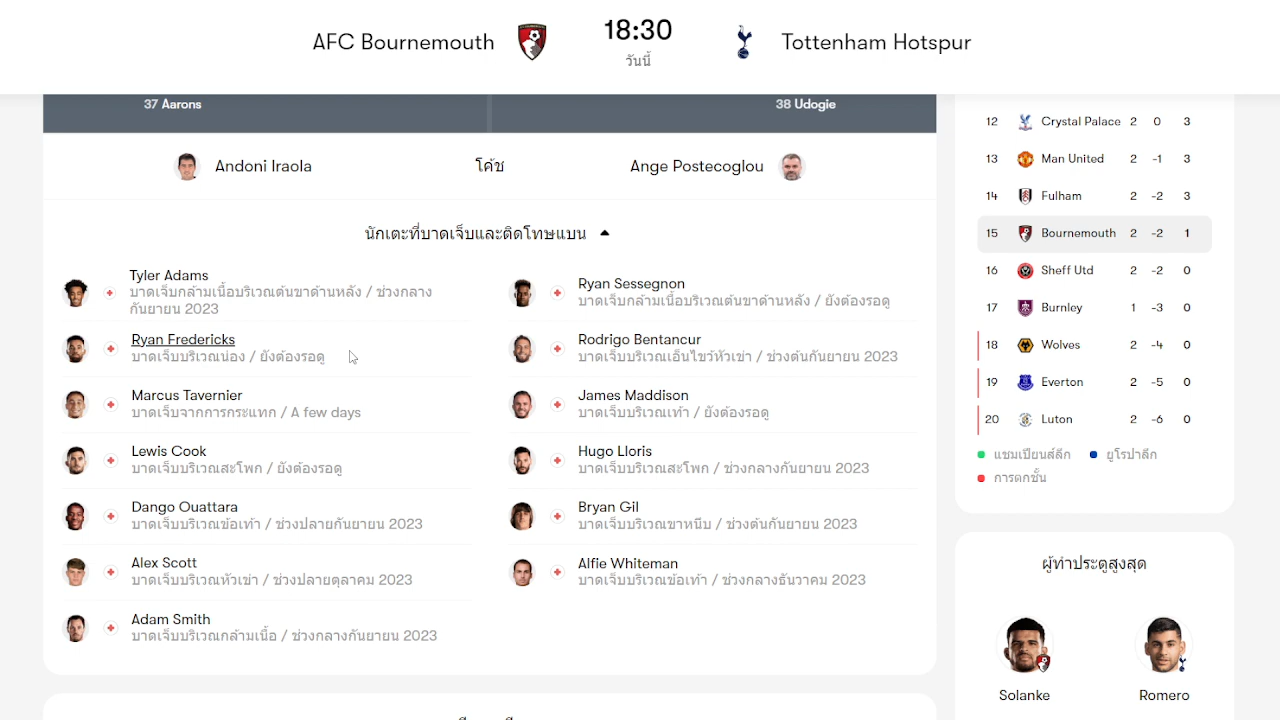 AFC Bournemouth
18:30
วันนี้
Tottenham Hotspur
37 Aarons
38 Udogie
Andoni Iraola
โค้ช
Ange Postecoglou
นักเตะที่บาดเจ็บและติดโทษแบน
Tyler Adams
บาดเจ็บกล้ามเนื้อบริเวณต้นขาด้านหลัง / ช่วงกลาง
กันยายน 2023
Ryan Fredericks
บาดเจ็บบริเวณน่อง / ยังต้องรอดู
Marcus Tavernier
บาดเจ็บจากการกระแทก / A few days
Lewis Cook
บาดเจ็บบริเวณสะโพก / ยังต้องรอดู
Dango Ouattara
บาดเจ็บบริเวณข้อเท้า / ช่วงปลายกันยายน 2023
Alex Scott
บาดเจ็บบริเวณหัวเข่า / ช่วงปลายตุลาคม 2023
Adam Smith
บาดเจ็บบริเวณกล้ามเนื้อ / ช่วงกลางกันยายน 2023
Ryan Sessegnon
บาดเจ็บกล้ามเนื้อบริเวณต้นขาด้านหลัง / ยังต้องรอดู
Rodrigo Bentancur
บาดเจ็บบริเวณเอ็นไขว้หัวเข่า / ช่วงต้นกันยายน 2023
James Maddison
บาดเจ็บบริเวณเท้า / ยังต้องรอดู
Hugo Lloris
บาดเจ็บบริเวณสะโพก / ช่วงกลางกันยายน 2023
Bryan Gil
บาดเจ็บบริเวณขาหนีบ / ช่วงต้นกันยายน 2023
Alfie Whiteman
บาดเจ็บบริเวณข้อเท้า / ช่วงกลางธันวาคม 2023
12 Crystal Palace 2 0 3
13 Man United 2 -1 3
14 Fulham 2 -2 3
15 Bournemouth 2 -2 1
16 Sheff Utd 2 -2 0
17 Burnley 1 -3 0
18 Wolves 2 -4 0
19 Everton 2 -5 0
20 Luton 2 -6 0
แชมเปียนส์ลีก ยูโรปาลีก
การตกชั้น
ผู้ทำประตูสูงสุด
Solanke
Romero